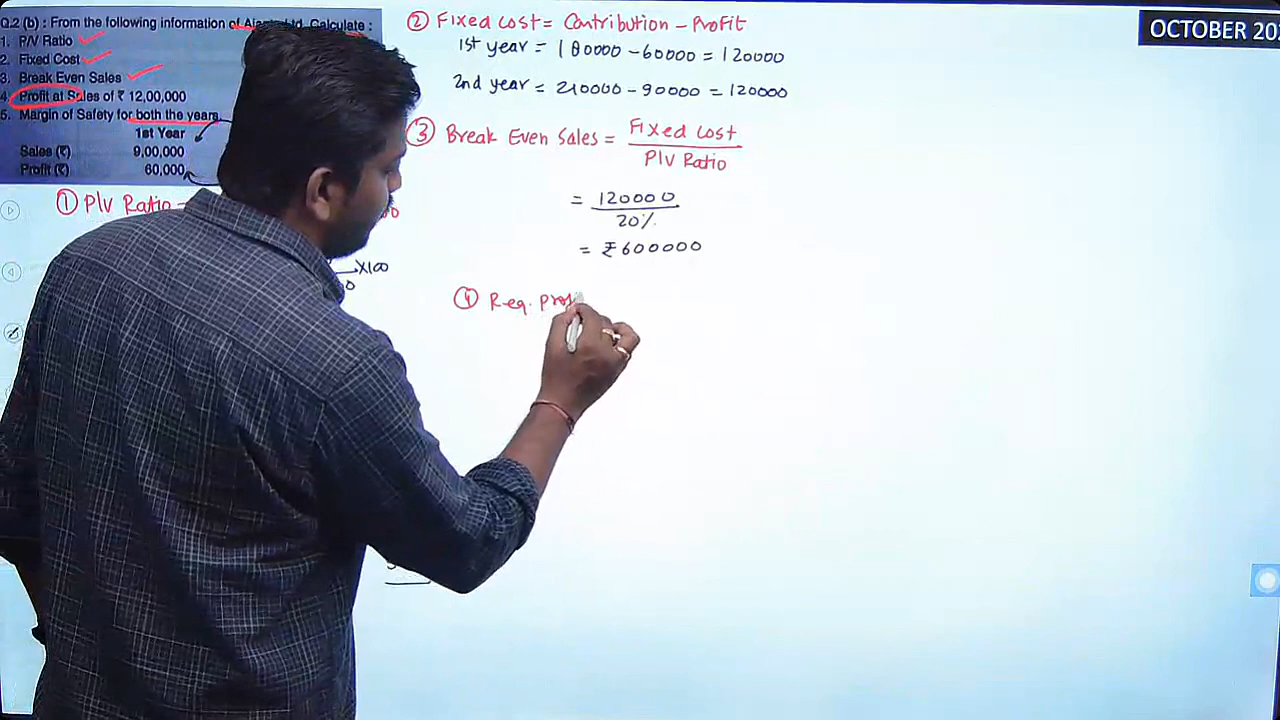 Q.2 (b) : From the following information of Ltd. Calculate :
1. P/V Ratio
2. Fixed Cost
3. Break Even Sales
4. Profit at Sales of ₹ 12,00,000
5. Margin of Safety for both the years.
1st Year
Sales (₹) 9,00,000
Profit (₹) 60,000
① P/V Ratio =
X100
② Fixed Cost = Contribution - Profit
1st year = 180000 - 60000 = 120000
2nd year = 210000 - 90000 = 120000
③ Break Even Sales = Fixed Cost
P/V Ratio
= 120000
20%
= ₹ 600000
④ Req. Prof
OCTOBER